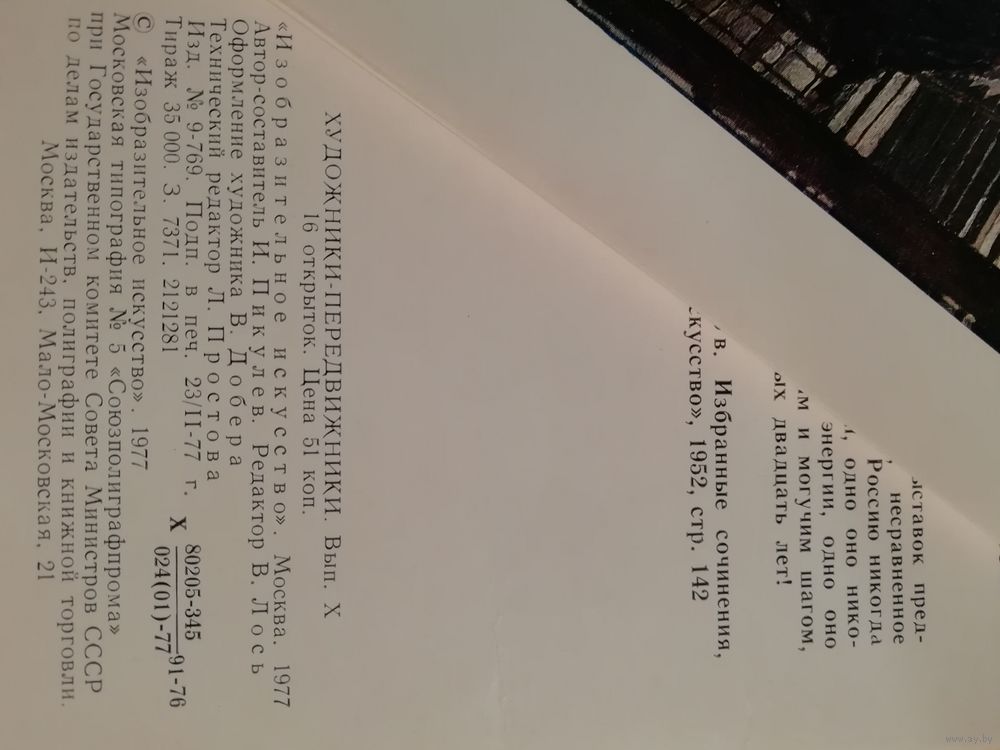 ыставок пред-
несравненное
Россию никогда
, одно оно нико-
энергии, одно оно
м и могучим шагом,
ых двадцать лет!
в. Избранные сочинения,
кусство», 1952, стр. 142
ХУДОЖНИКИ-ПЕРЕДВИЖНИКИ. Вып. X
16 открыток. Цена 51 коп.
«Изобразительное искусство». Москва. 1977
Автор-составитель И. Пикулев. Редактор В. Лось
Оформление художника В. Добера
Технический редактор Л. Простова
Изд. № 9-769. Подп. в печ. 23/II-77 г.
Тираж 35 000. З. 7371. 2121281
X 80205-345
024(01)-77 91-76
© «Изобразительное искусство». 1977
Московская типография № 5 «Союзполиграфпрома»
при Государственном комитете Совета Министров СССР
по делам издательств, полиграфии и книжной торговли.
Москва, И-243, Мало-Московская, 21
www.ay.by